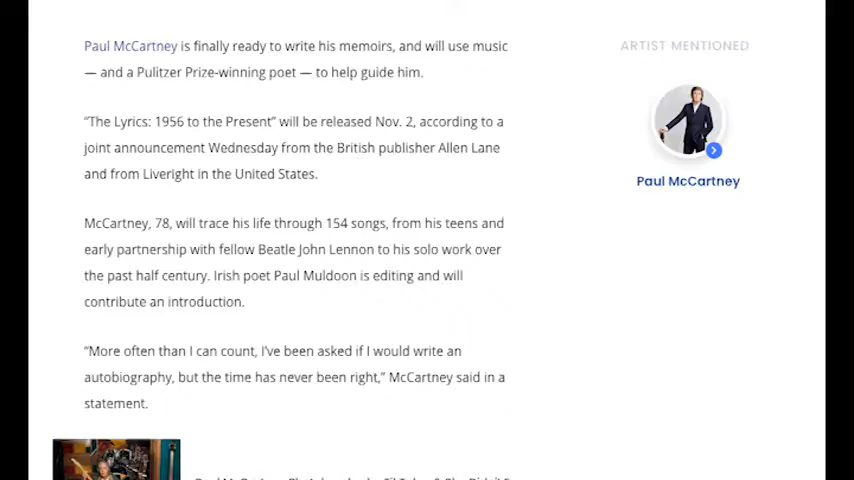 Paul McCartney is finally ready to write his memoirs, and will use music
— and a Pulitzer Prize-winning poet — to help guide him.
“The Lyrics: 1956 to the Present” will be released Nov. 2, according to a
joint announcement Wednesday from the British publisher Allen Lane
and from Liveright in the United States.
McCartney, 78, will trace his life through 154 songs, from his teens and
early partnership with fellow Beatle John Lennon to his solo work over
the past half century. Irish poet Paul Muldoon is editing and will
contribute an introduction.
“More often than I can count, I’ve been asked if I would write an
autobiography, but the time has never been right,” McCartney said in a
statement.
ARTIST MENTIONED
Paul McCartney